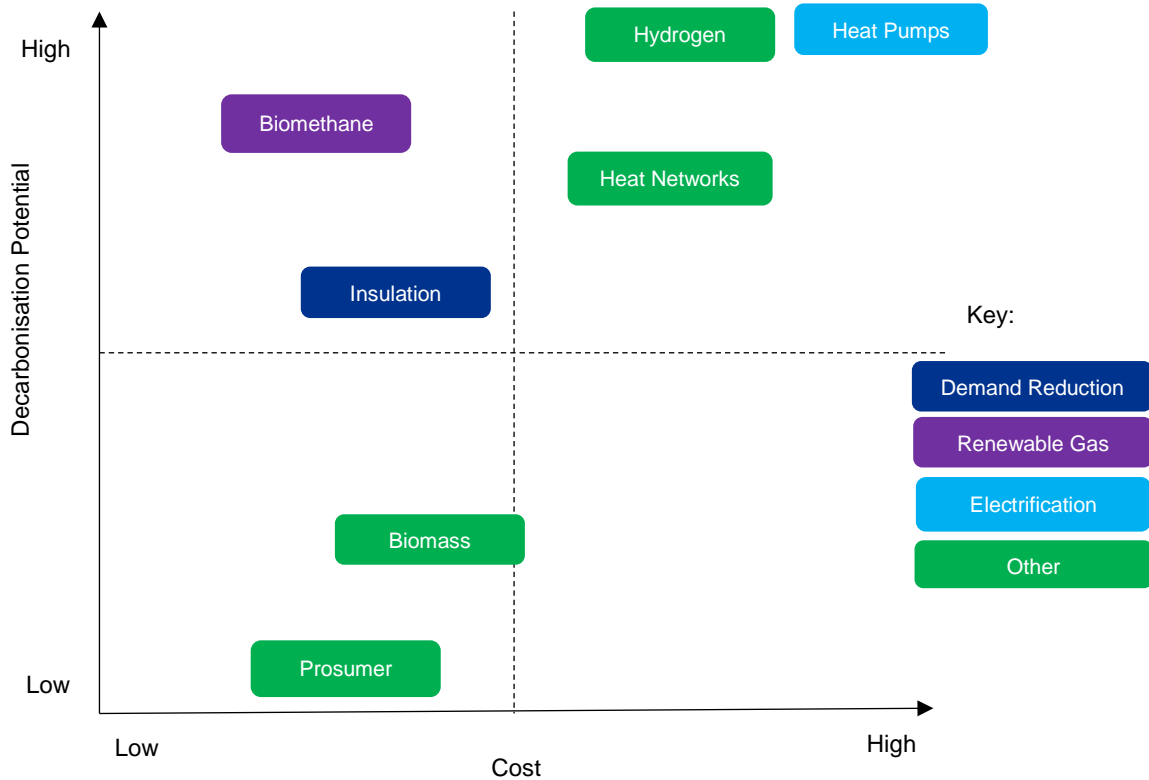 High
Hydrogen
Heat Pumps
Biomethane
Heat Networks
Decarbonisation Potential
Insulation
Key:
Demand Reduction
Renewable Gas
Electrification
Biomass
Other
Prosumer
Low
Low
High
Cost